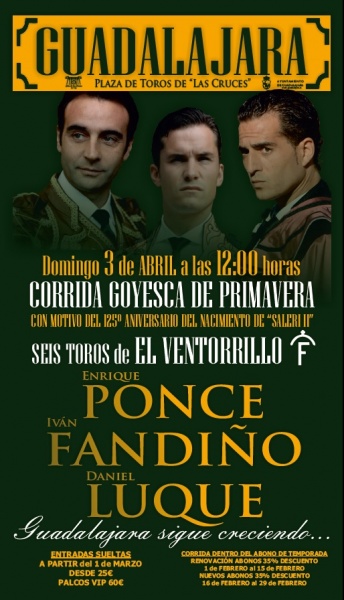 GUADALAJARA
PLAZA DE TOROS DE "LAS CRUCES"
Domingo 3 de ABRIL a las 12:00 horas
CORRIDA GOYESCA DE PRIMAVERA
CON MOTIVO DEL 125º ANIVERSARIO DEL NACIMIENTO DE "SALERI II"
SEIS TOROS de EL VENTORRILLO
ENRIQUE
PONCE
IVÁN
FANDIÑO
DANIEL
LUQUE
Guadalajara sigue creciendo...
ENTRADAS SUELTAS
A PARTIR del 1 de MARZO
DESDE 25€
PALCOS VIP 60€
CORRIDA DENTRO DEL ABONO DE TEMPORADA
RENOVACIÓN ABONOS 35% DESCUENTO
1 de FEBRERO al 15 de FEBRERO
NUEVOS ABONOS 35% DESCUENTO
16 de FEBRERO al 29 de FEBRERO